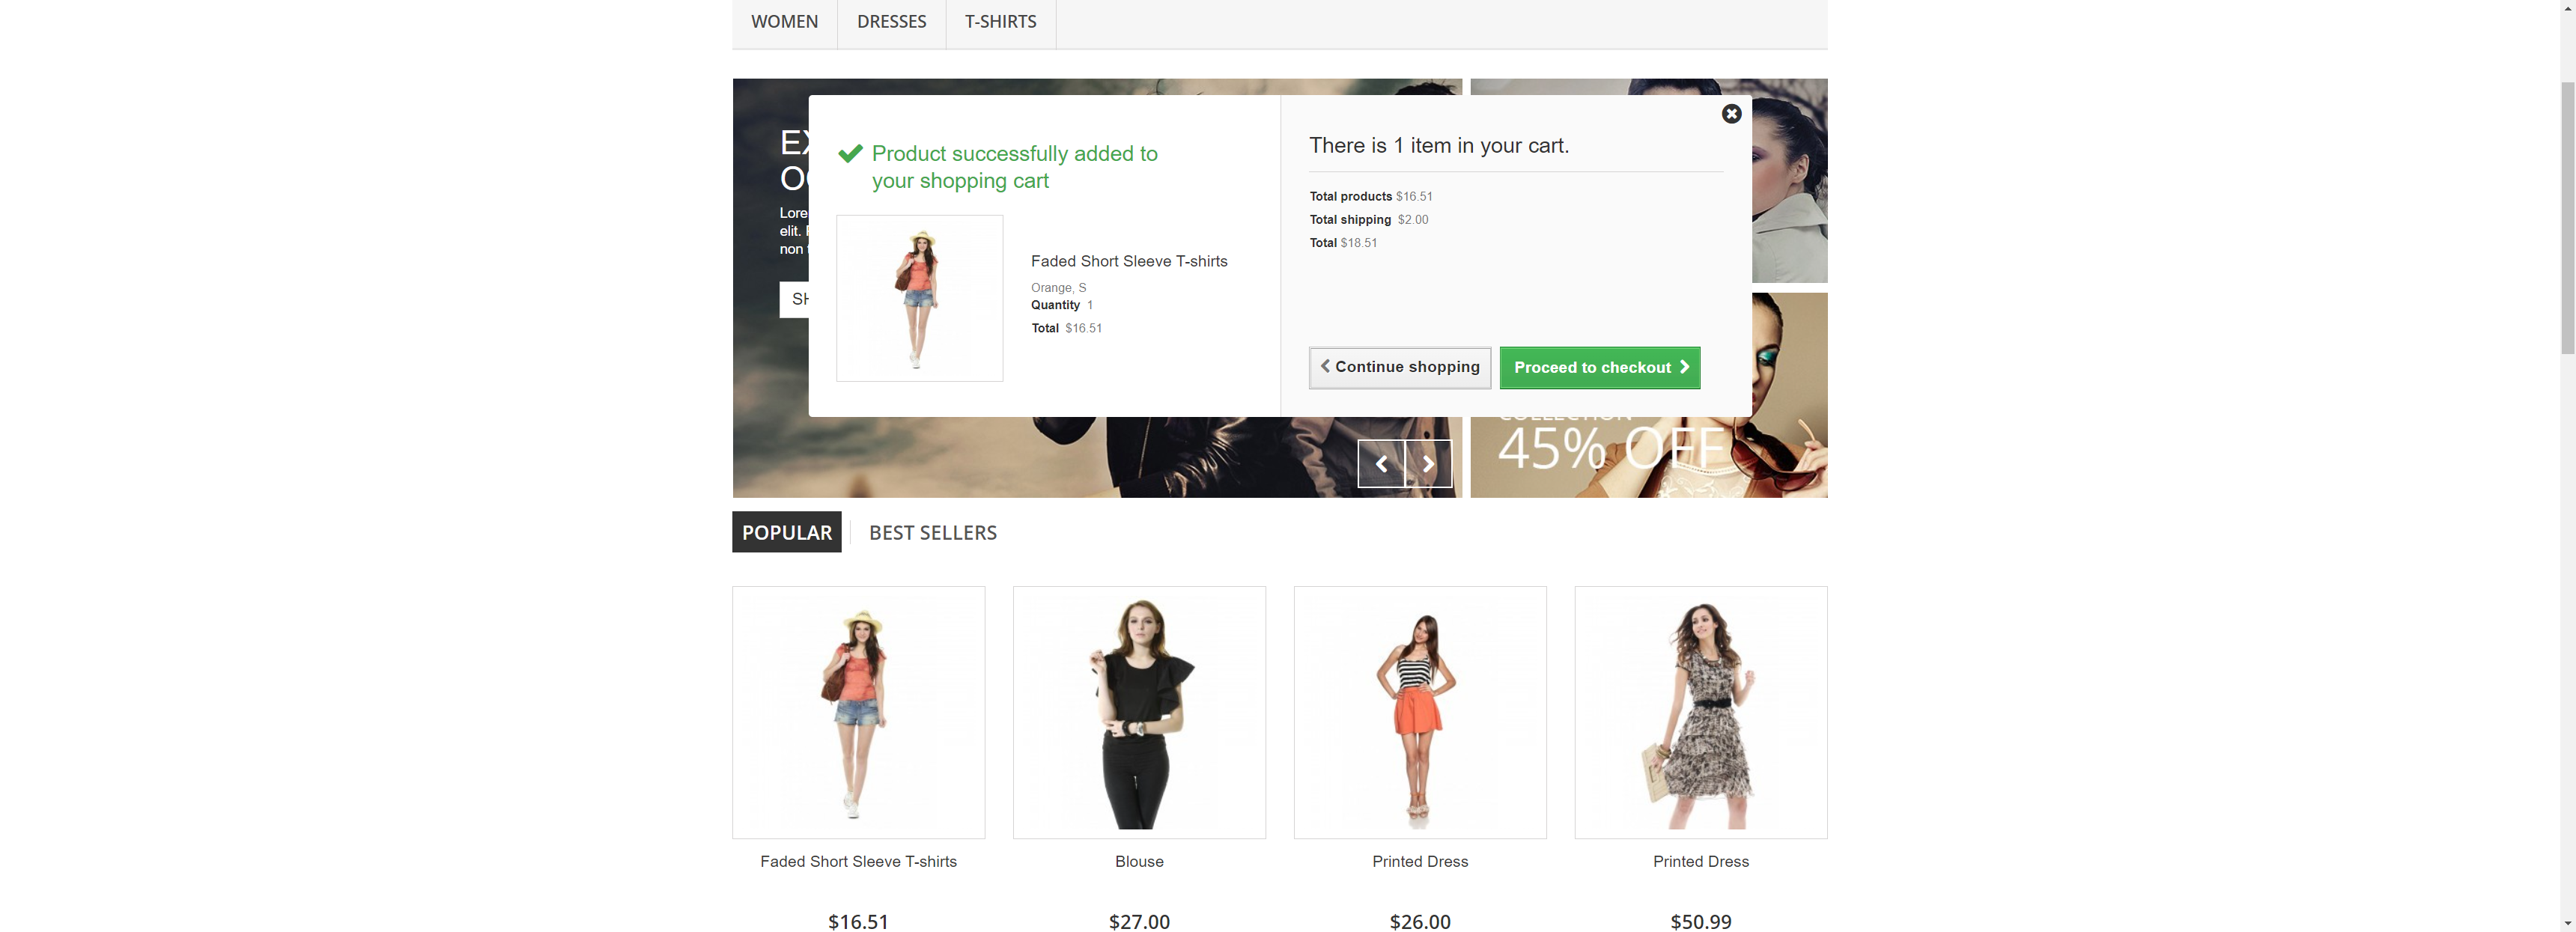 WOMEN
DRESSES
T-SHIRTS
Lore
elit.
non
Product successfully added to
your shopping cart
Faded Short Sleeve T-shirts
Orange, S
Quantity 1
Total $16.51
There is 1 item in your cart.
Total products $16.51
Total shipping $2.00
Total $18.51
Continue shopping
Proceed to checkout
45% OFF
POPULAR
BEST SELLERS
Faded Short Sleeve T-shirts
Blouse
Printed Dress
Printed Dress
$16.51
$27.00
$26.00
$50.99